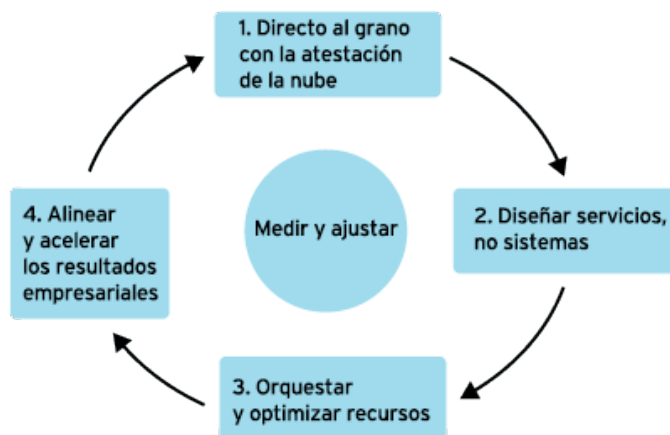 1. Directo al grano
con la atestación
de la nube
2. Diseñar servicios,
no sistemas
3. Orquestar
y optimizar recursos
4. Alinear
y acelerar
los resultados
empresariales
Medir y ajustar